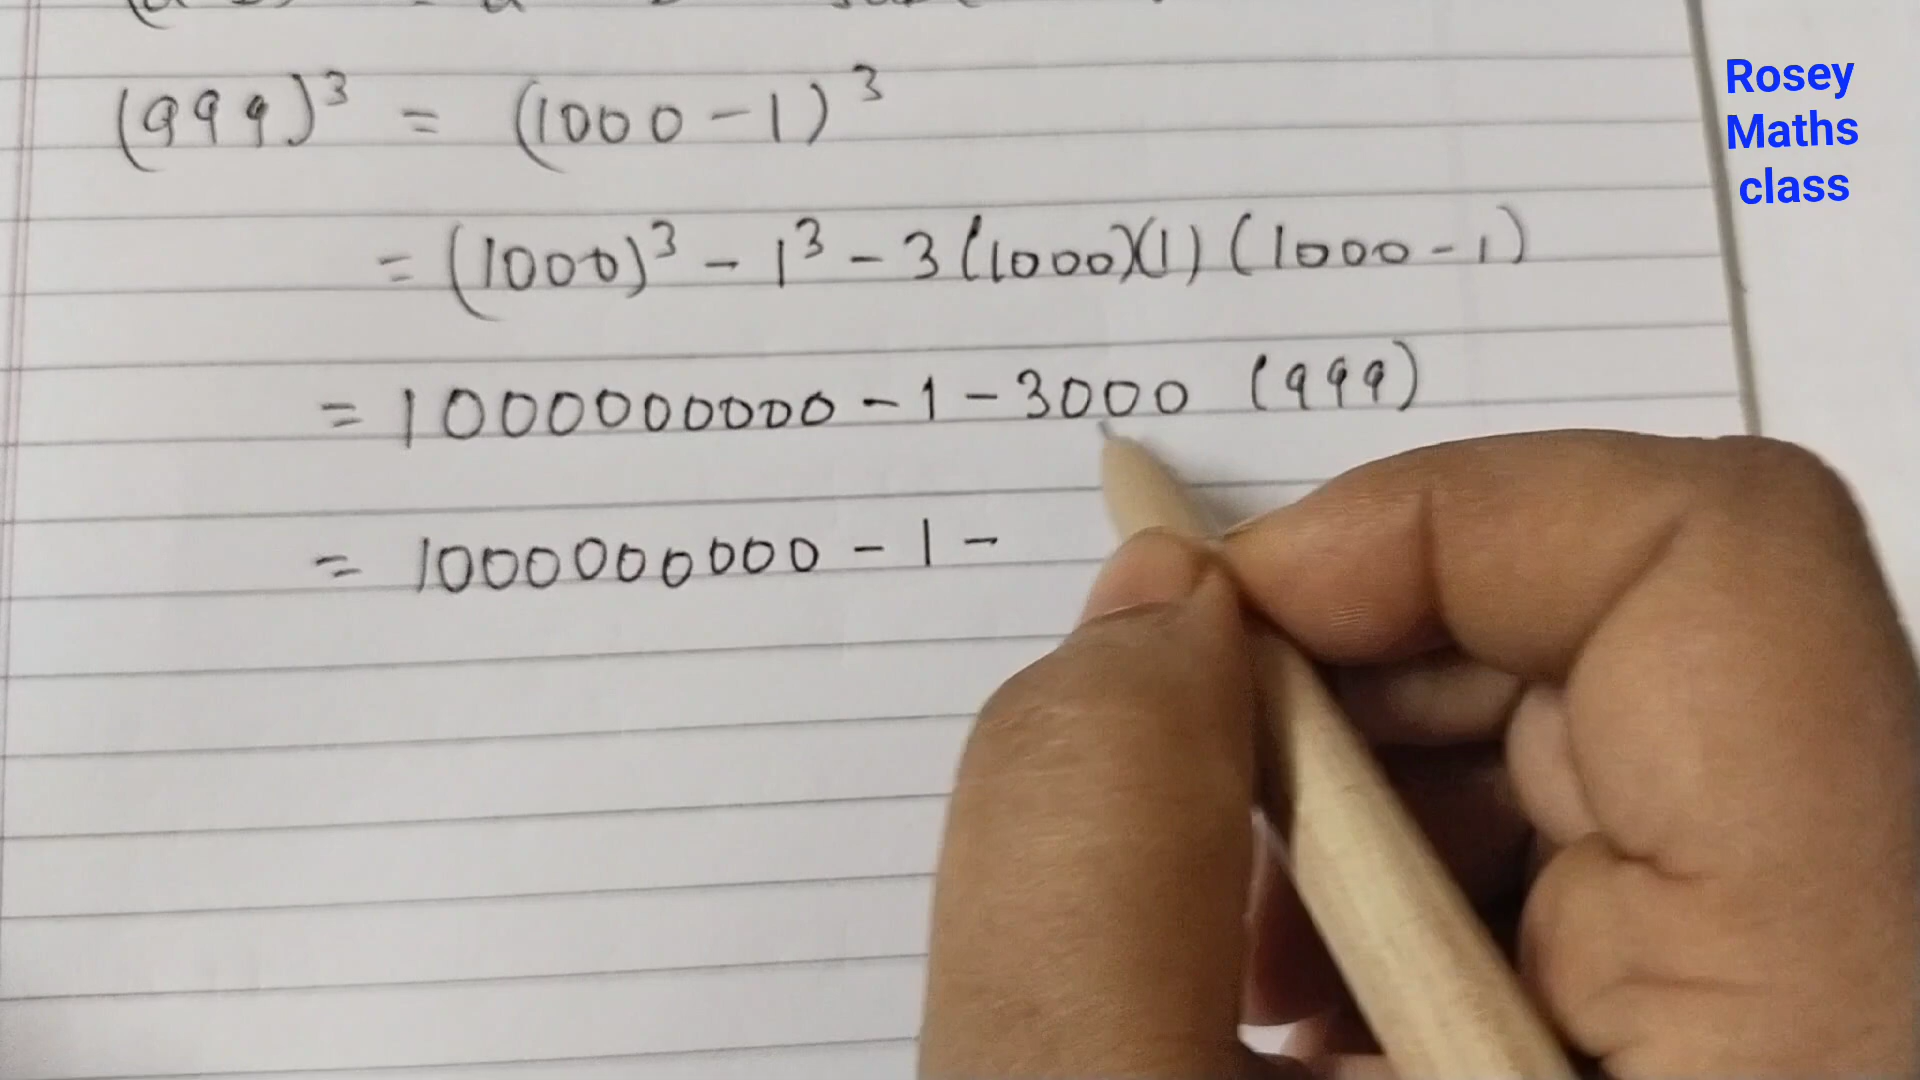 (999)³ = (1000-1)³
= (1000)³ - 1³ - 3(1000)(1) (1000-1)
= 1000000000 - 1 - 3000 (999)
= 1000000000 - 1 -
Rosey
Maths
class